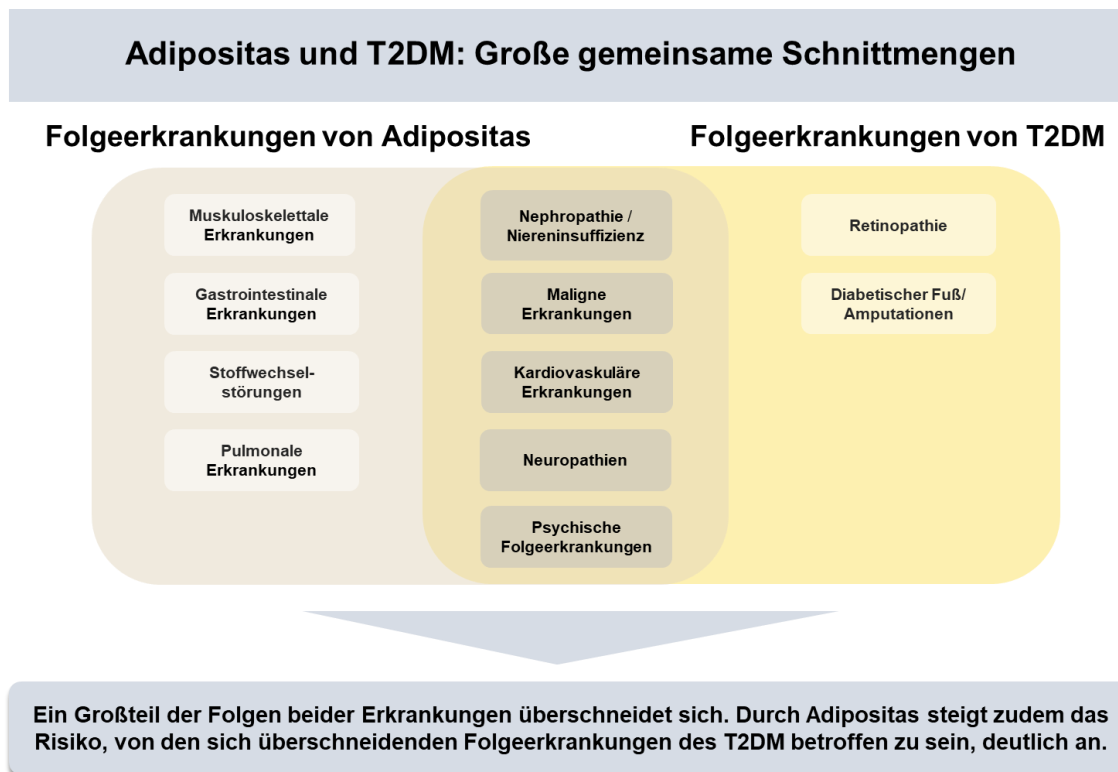 Adipositas und T2DM: Große gemeinsame Schnittmengen
Folgeerkrankungen von Adipositas
Folgeerkrankungen von T2DM
Muskuloskelettale
Erkrankungen
Gastrointestinale
Erkrankungen
Stoffwechsel-
störungen
Pulmonale
Erkrankungen
Nephropathie /
Niereninsuffizienz
Maligne
Erkrankungen
Kardiovaskuläre
Erkrankungen
Neuropathien
Psychische
Folgeerkrankungen
Retinopathie
Diabetischer Fuß/
Amputationen
Ein Großteil der Folgen beider Erkrankungen überschneidet sich. Durch Adipositas steigt zudem das
Risiko, von den sich überschneidenden Folgeerkrankungen des T2DM betroffen zu sein, deutlich an.